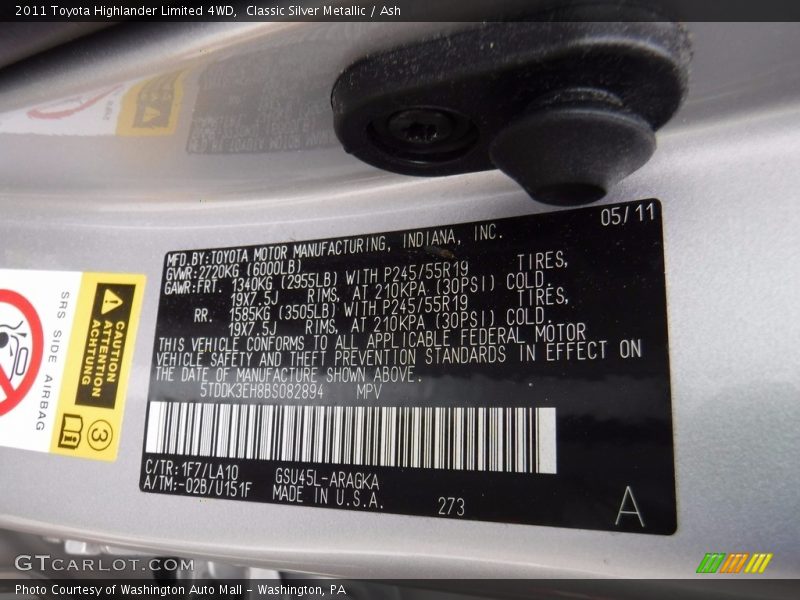 2011 Toyota Highlander Limited 4WD,  Classic Silver Metallic / Ash
05/11
MFD.BY:TOYOTA MOTOR MANUFACTURING, INDIANA, INC.
GVWR:2720KG (6000LB)
GAWR:FRT. 1340KG (2955LB) WITH P245/55R19 TIRES,
19X7.5J RIMS, AT 210KPA (30PSI) COLD.
RR. 1585KG (3505LB) WITH P245/55R19 TIRES,
19X7.5J RIMS, AT 210KPA (30PSI) COLD.
THIS VEHICLE CONFORMS TO ALL APPLICABLE FEDERAL MOTOR
VEHICLE SAFETY AND THEFT PREVENTION STANDARDS IN EFFECT ON
THE DATE OF MANUFACTURE SHOWN ABOVE.
5TDDK3EH8BS082894 MPV
C/TR:1F7/LA10 GSU45L-ARAGKA
A/TM:-02B/U151F MADE IN U.S.A. 273
A
SRS SIDE AIRBAG
CAUTION
ATTENTION
ACHTUNG
3
GTCARLOT.COM
Photo Courtesy of Washington Auto Mall - Washington, PA